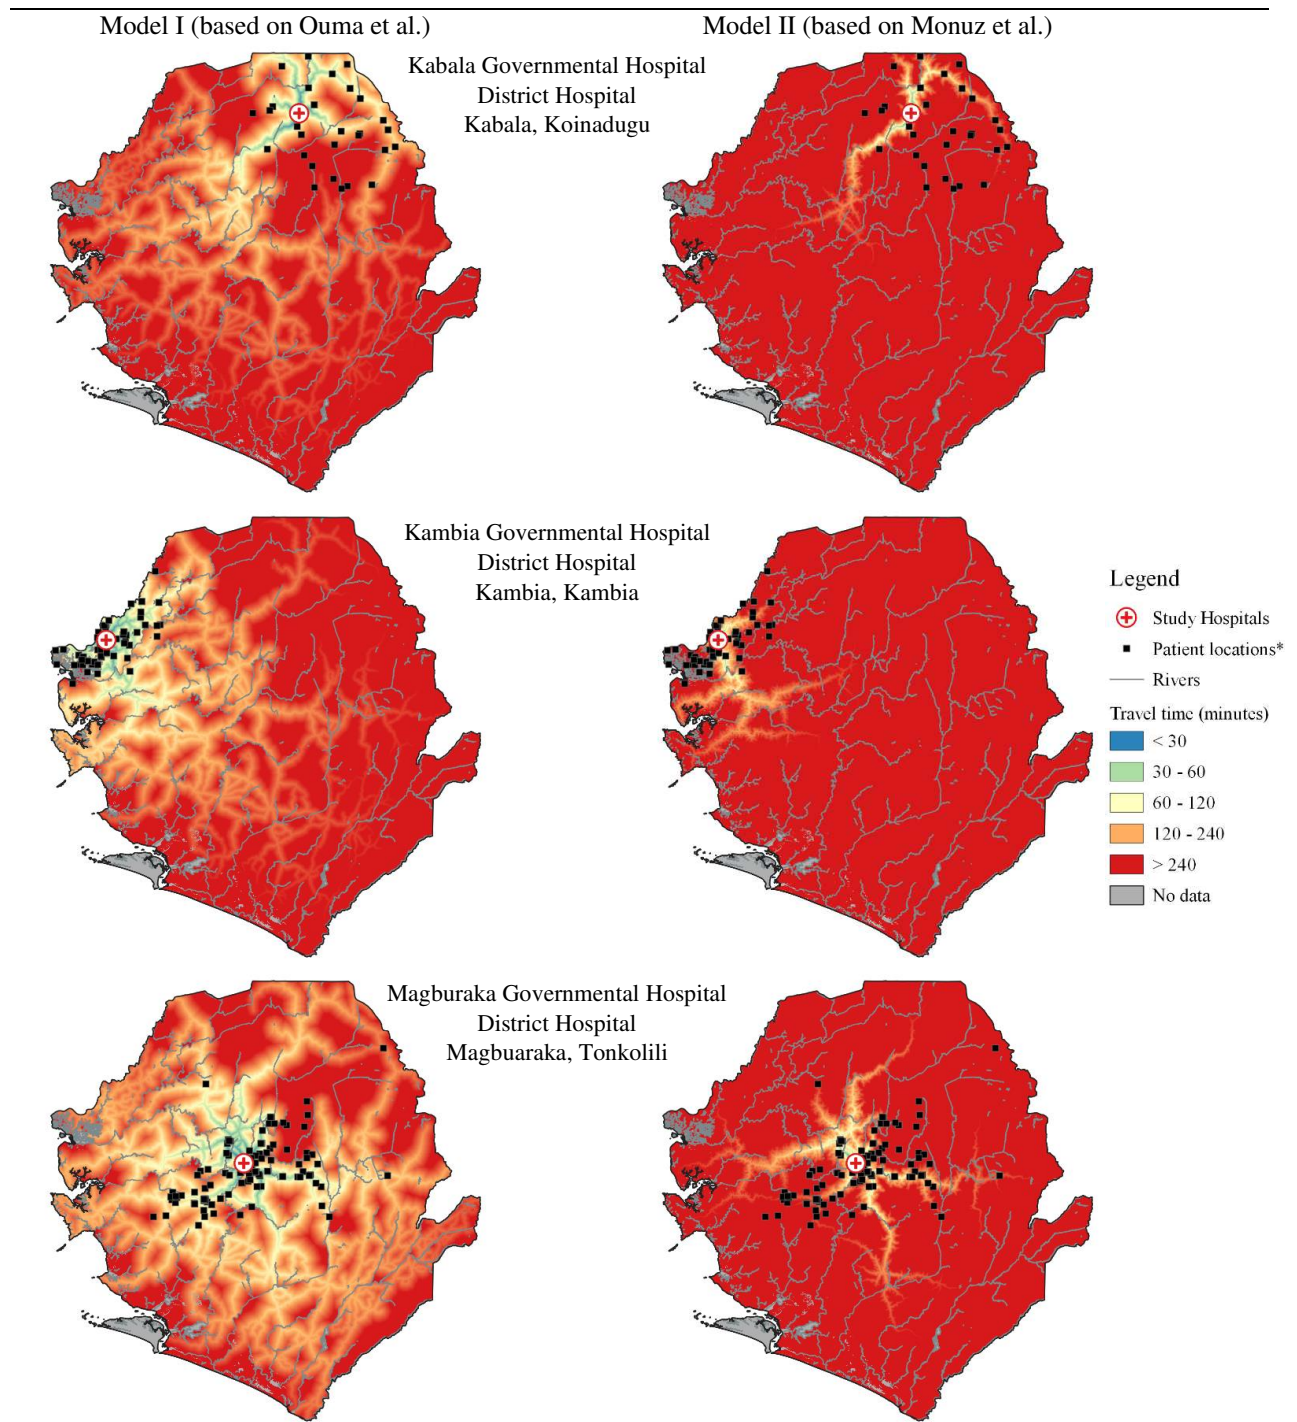 Model I (based on Ouma et al.)
Model II (based on Monuz et al.)
Kabala Governmental Hospital
District Hospital
Kabala, Koinadugu
Kambia Governmental Hospital
District Hospital
Kambia, Kambia
Legend
Study Hospitals
Patient locations*
Rivers
Travel time (minutes)
< 30
30 - 60
60 - 120
120 - 240
> 240
No data
Magburaka Governmental Hospital
District Hospital
Magbuaraka, Tonkolili